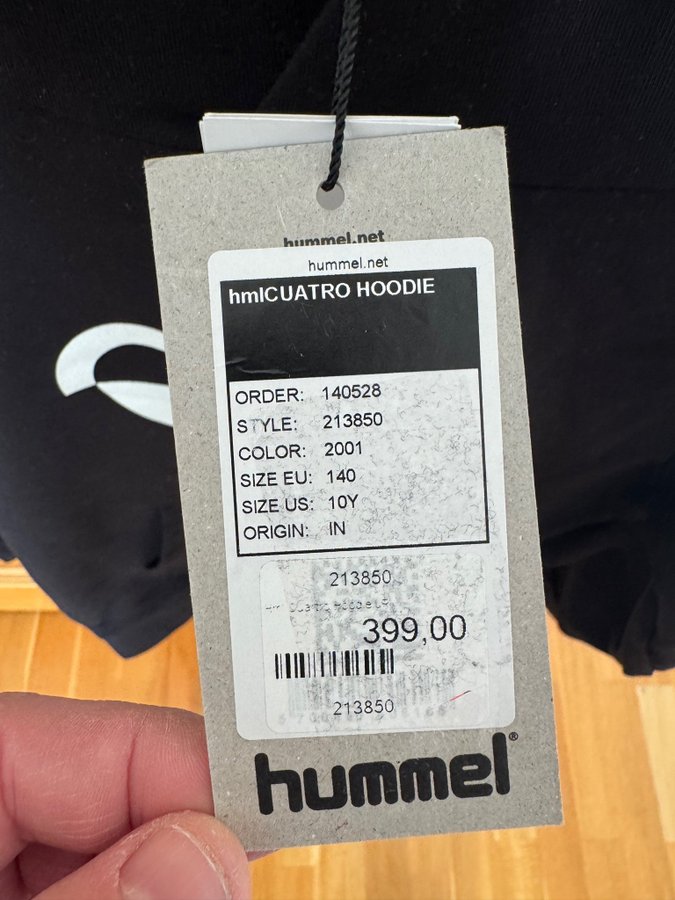 hummel.net
hummel.net
hmlCUATRO HOODIE
ORDER: 140528
STYLE: 213850
COLOR: 2001
SIZE EU: 140
SIZE US: 10Y
ORIGIN: IN
213850
399,00
213850
hummel®